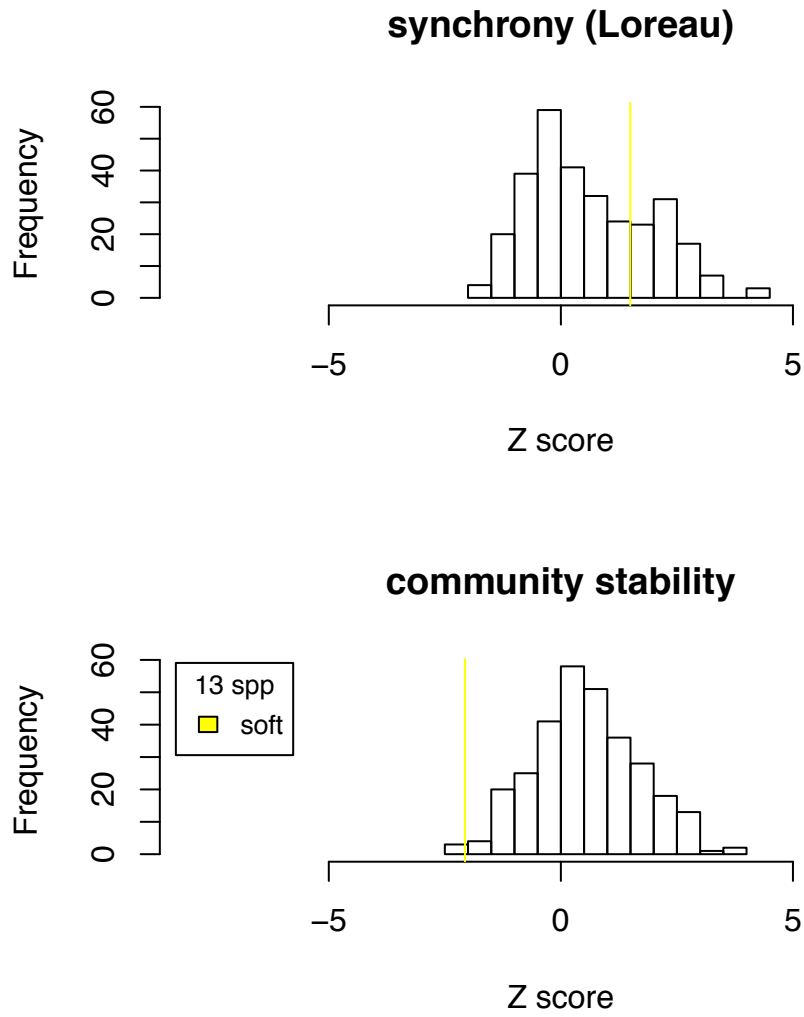 synchrony (Loreau)
Frequency
60
40
20
0
−5 0 5
Z score
community stability
Frequency
60
40
20
0
13 spp
soft
−5 0 5
Z score